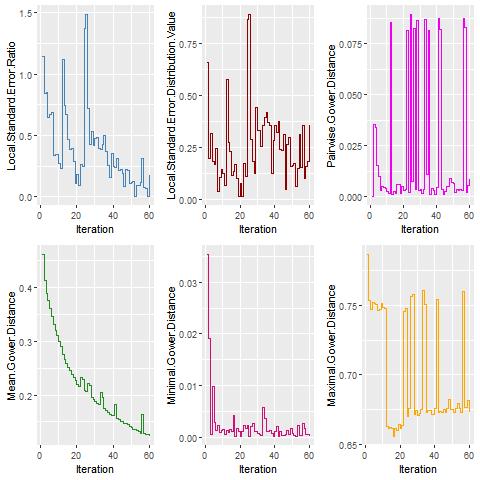 Local.Standard.Error.Ratio
1.5
1.0
0.5
0.0
0 20 40 60
Iteration
Local.Standard.Error.Distribution.Value
0.75
0.50
0.25
0.00
0 20 40 60
Iteration
Pairwise.Gower.Distance
0.075
0.050
0.025
0.000
0 20 40 60
Iteration
Mean.Gower.Distance
0.4
0.3
0.2
0 20 40 60
Iteration
Minimal.Gower.Distance
0.03
0.02
0.01
0.00
0 20 40 60
Iteration
Maximal.Gower.Distance
0.75
0.70
0.65
0 20 40 60
Iteration